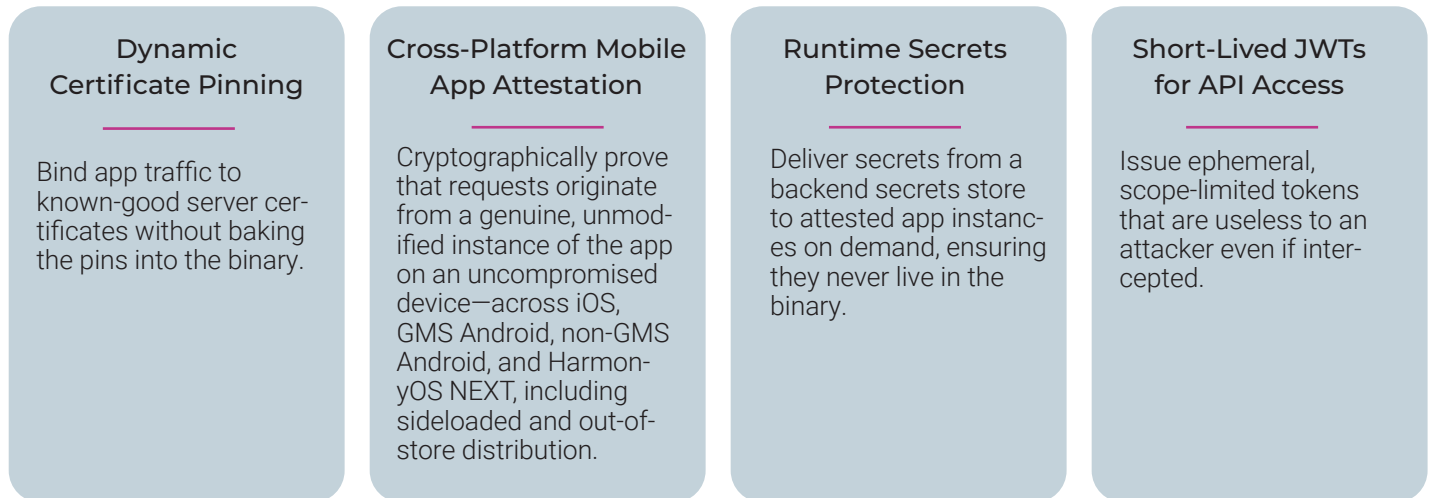 Dynamic
Certificate Pinning
Bind app traffic to
known-good server cer-
tificates without baking
the pins into the binary.
Cross-Platform Mobile
App Attestation
Cryptographically prove
that requests originate
from a genuine, unmod-
ified instance of the app
on an uncompromised
device—across iOS,
GMS Android, non-GMS
Android, and Harmon-
yOS NEXT, including
sideloaded and out-of-
store distribution.
Runtime Secrets
Protection
Deliver secrets from a
backend secrets store
to attested app instanc-
es on demand, ensuring
they never live in the
binary.
Short-Lived JWTs
for API Access
Issue ephemeral,
scope-limited tokens
that are useless to an
attacker even if inter-
cepted.